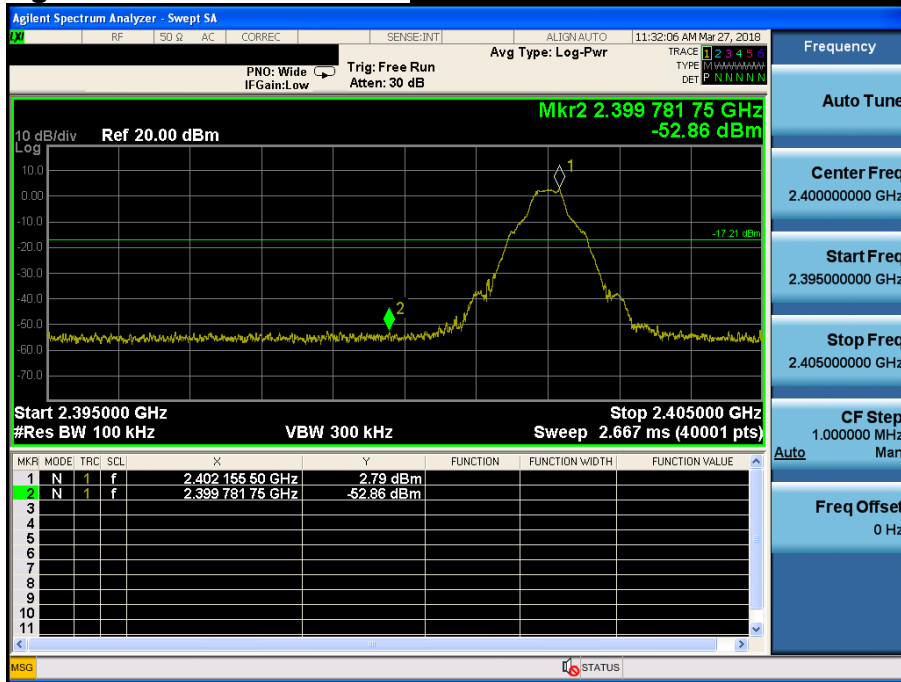 Agilent Spectrum Analyzer - Swept SA
LXI RF 50 Ω AC CORREC SENSE:INT ALIGN AUTO 11:32:06 AM Mar 27, 2018
Frequency
Avg Type: Log-Pwr
TRACE 1 2 3 4 5 6
PNO: Wide Trig: Free Run
TYPE M WWWWW
IFGain:Low Atten: 30 dB
DET P N N N N N
Auto Tune
Mkr2 2.399 781 75 GHz
-52.86 dBm
10 dB/div Ref 20.00 dBm
Log
10.0
0.00
-10.0
-20.0
-30.0
-40.0
-50.0
-60.0
-70.0
1
-17.21 dBm
2
Center Freq
2.400000000 GHz
Start Freq
2.395000000 GHz
Stop Freq
2.405000000 GHz
Start 2.395000 GHz Stop 2.405000 GHz
#Res BW 100 kHz VBW 300 kHz Sweep 2.667 ms (40001 pts)
CF Step
1.000000 MHz
Auto Man
MKR MODE TRC SCL X Y FUNCTION FUNCTION WIDTH FUNCTION VALUE
1 N 1 f 2.402 155 50 GHz 2.79 dBm
2 N 1 f 2.399 781 75 GHz -52.86 dBm
3
4
5
6
7
8
9
10
11
Freq Offset
0 Hz
MSG STATUS